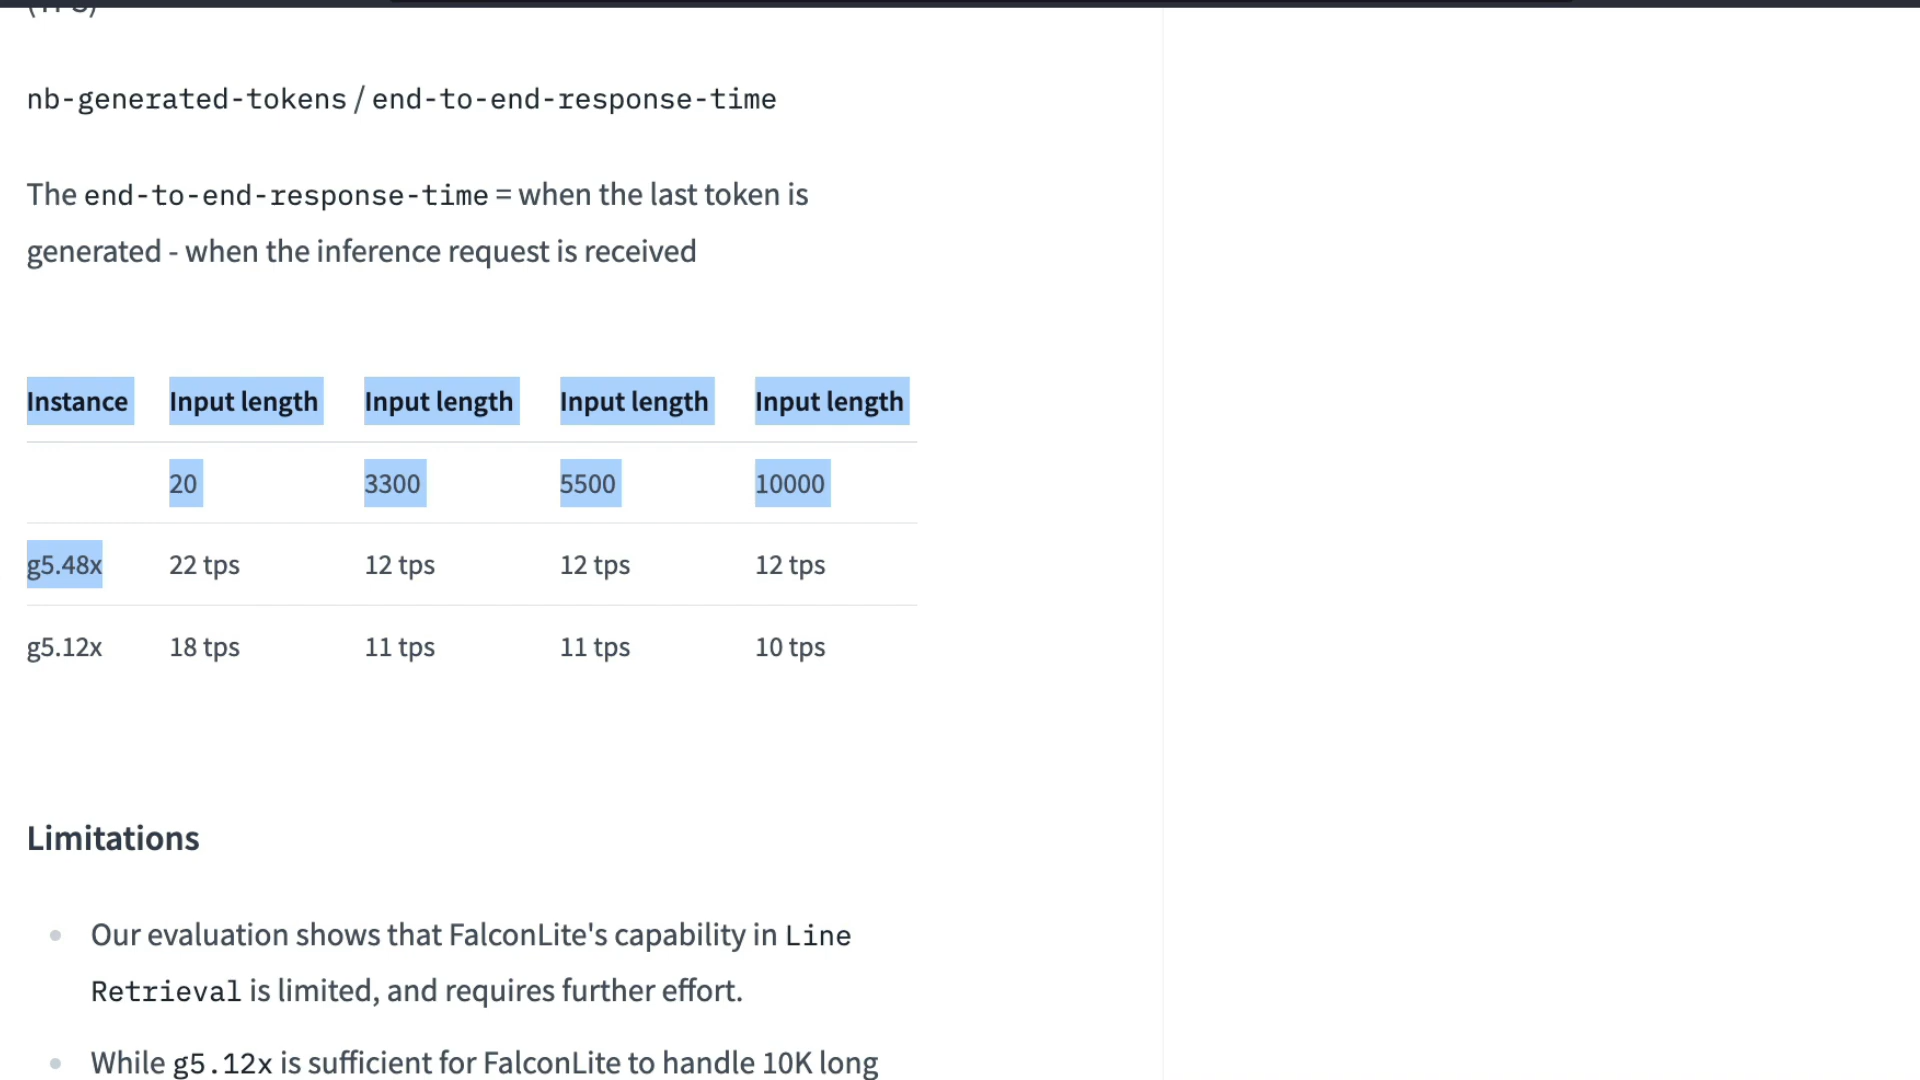 nb-generated-tokens / end-to-end-response-time
The end-to-end-response-time = when the last token is
generated - when the inference request is received
Instance Input length Input length Input length Input length
20 3300 5500 10000
g5.48x 22 tps 12 tps 12 tps 12 tps
g5.12x 18 tps 11 tps 11 tps 10 tps
Limitations
Our evaluation shows that FalconLite's capability in Line
Retrieval is limited, and requires further effort.
While g5.12x is sufficient for FalconLite to handle 10K long